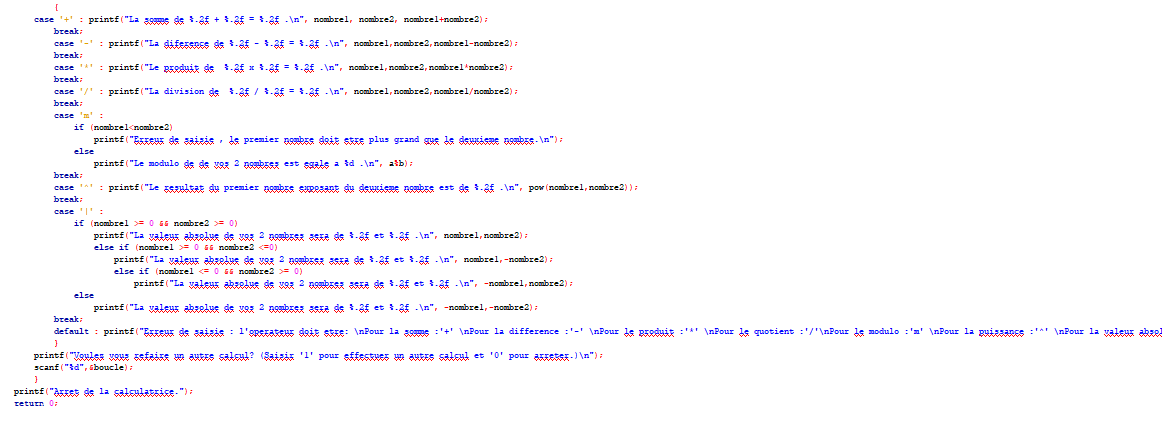 {
case '+' : printf("La somme de %.2f + %.2f = %.2f .\n", nombre1, nombre2, nombre1+nombre2);
break;
case '-' : printf("La diference de %.2f - %.2f = %.2f .\n", nombre1,nombre2,nombre1-nombre2);
break;
case '*' : printf("Le produit de  %.2f x %.2f = %.2f .\n", nombre1,nombre2,nombre1*nombre2);
break;
case '/' : printf("La division de  %.2f / %.2f = %.2f .\n", nombre1,nombre2,nombre1/nombre2);
break;
case 'm' :
if (nombre1<nombre2)
printf("Erreur de saisie , le premier nombre doit etre plus grand que le deuxieme nombre.\n");
else
printf("Le modulo de de vos 2 nombres est egale a %d .\n", a%b);
break;
case '^' : printf("Le resultat du premier nombre exposant du deuxieme nombre est de %.2f .\n", pow(nombre1,nombre2));
break;
case '|' :
if (nombre1 >= 0 && nombre2 >= 0)
printf("La valeur absolue de vos 2 nombres sera de %.2f et %.2f .\n", nombre1,nombre2);
else if (nombre1 >= 0 && nombre2 <=0)
printf("La valeur absolue de vos 2 nombres sera de %.2f et %.2f .\n", nombre1,-nombre2);
else if (nombre1 <= 0 && nombre2 >= 0)
printf("La valeur absolue de vos 2 nombres sera de %.2f et %.2f .\n", -nombre1,nombre2);
else
printf("La valeur absolue de vos 2 nombres sera de %.2f et %.2f .\n", -nombre1,-nombre2);
break;
default : printf("Erreur de saisie : l'operateur doit etre: \nPour la somme :'+' \nPour la difference :'-' \nPour le produit :'*' \nPour le quotient :'/'\nPour le modulo :'m' \nPour la puissance :'^' \nPour la valeur absol
}
printf("Voules vous refaire un autre calcul? (Saisir '1' pour effectuer un autre calcul et '0' pour arreter.)\n");
scanf("%d",&boucle);
}
printf("Arret de la calculatrice.");
return 0;